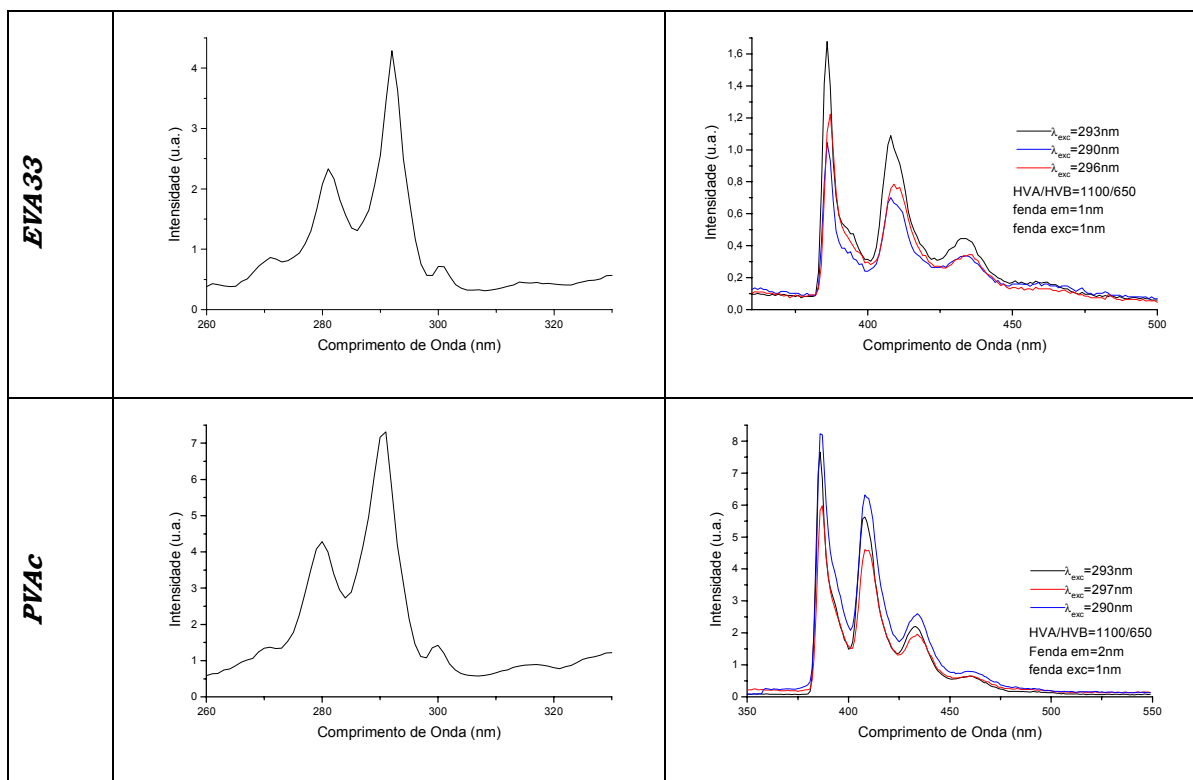 EVA33
Intensidade (u.a.)
4
3
2
1
0
260 280 300 320
Comprimento de Onda (nm)
Intensidade (u.a.)
1,6
1,4
1,2
1,0
0,8
0,6
0,4
0,2
0,0
400 450 500
Comprimento de Onda (nm)
λexc=293nm
λexc=290nm
λexc=296nm
HVA/HVB=1100/650
fenda em=1nm
fenda exc=1nm
PVAc
Intensidade (u.a.)
7
6
5
4
3
2
1
0
260 280 300 320
Comprimento de Onda (nm)
Intensidade (u.a.)
8
7
6
5
4
3
2
1
0
350 400 450 500 550
Comprimento de Onda (nm)
λexc=293nm
λexc=297nm
λexc=290nm
HVA/HVB=1100/650
Fenda em=2nm
fenda exc=1nm